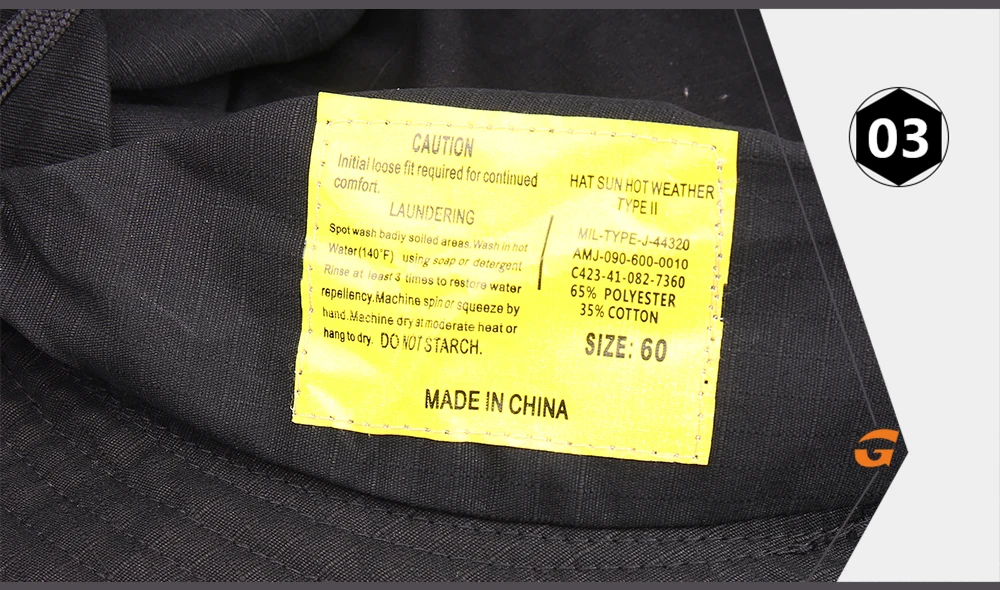 CAUTION
Initial loose fit required for continued
comfort.
LAUNDERING
Spot wash badly soiled areas.Wash in hot
Water(140°F) using soap or detergent
Rinse at least 3 times to restore water
repellency.Machine spin or squeeze by
hand.Machine dry at moderate heat or
hang to dry. DO NOT STARCH.
HAT SUN HOT WEATHER
TYPE II
MIL-TYPE-J-44320
AMJ-090-600-0010
C423-41-082-7360
65% POLYESTER
35% COTTON
SIZE: 60
MADE IN CHINA
03
G